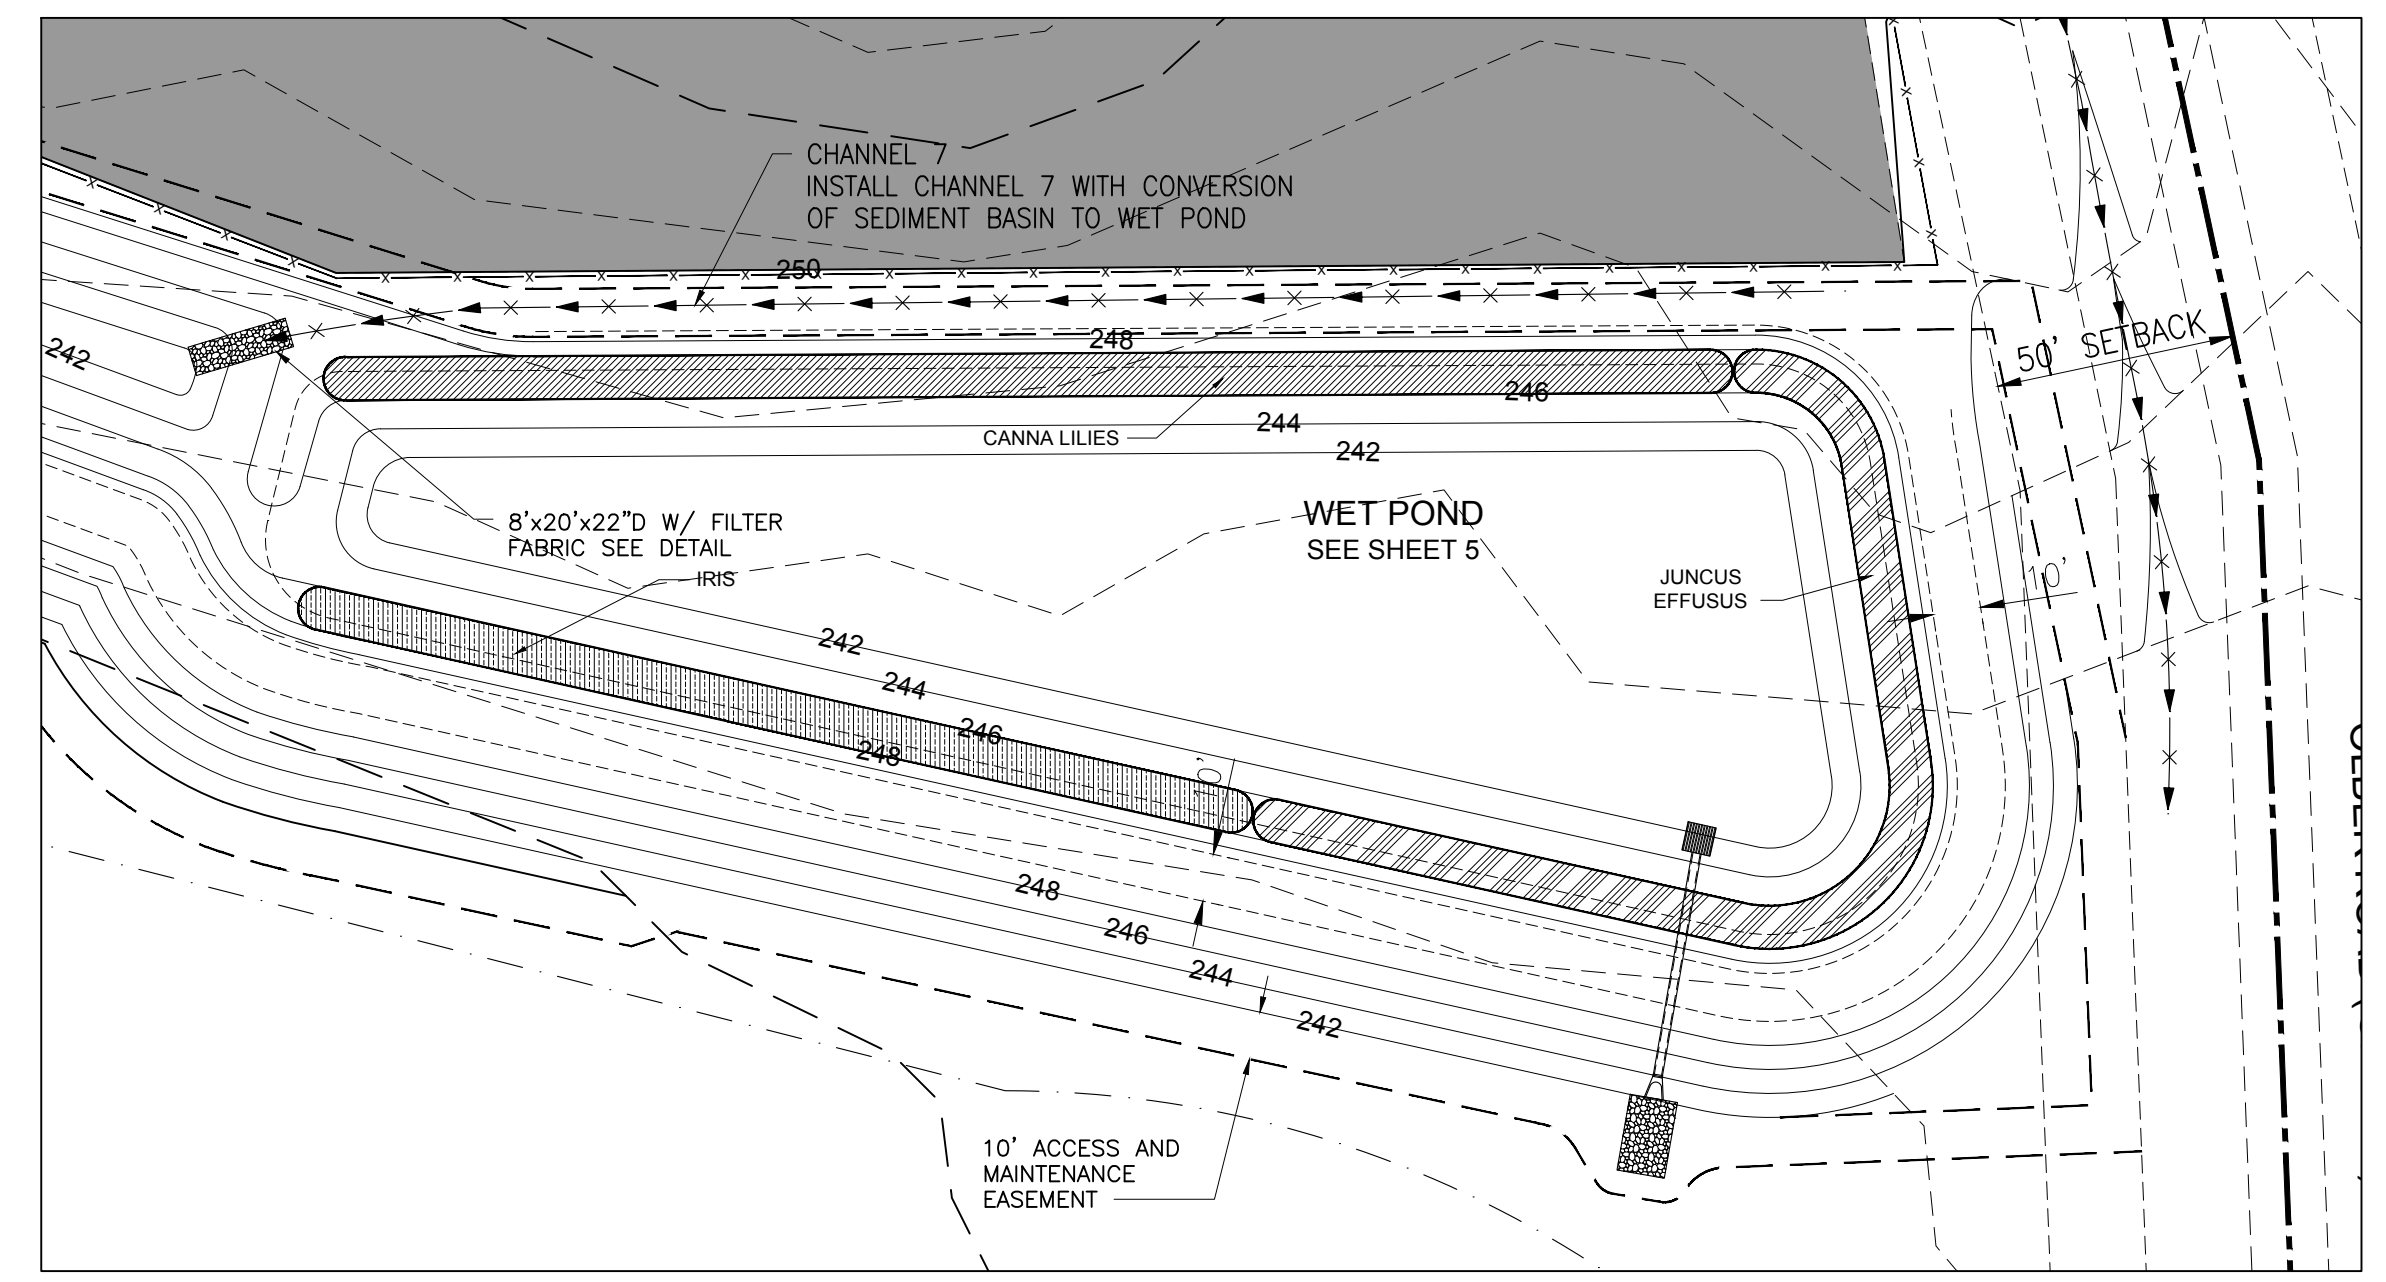 CHANNEL 7
INSTALL CHANNEL 7 WITH CONVERSION
OF SEDIMENT BASIN TO WET POND
250
248
50' SETBACK
242
246
244
CANNA LILIES
242
WET POND
SEE SHEET 5
8'x20'x22"D W/ FILTER
FABRIC SEE DETAIL
IRIS
JUNCUS
EFFUSUS
10'
242
244
246
248
248
246
244
242
10' ACCESS AND
MAINTENANCE
EASEMENT